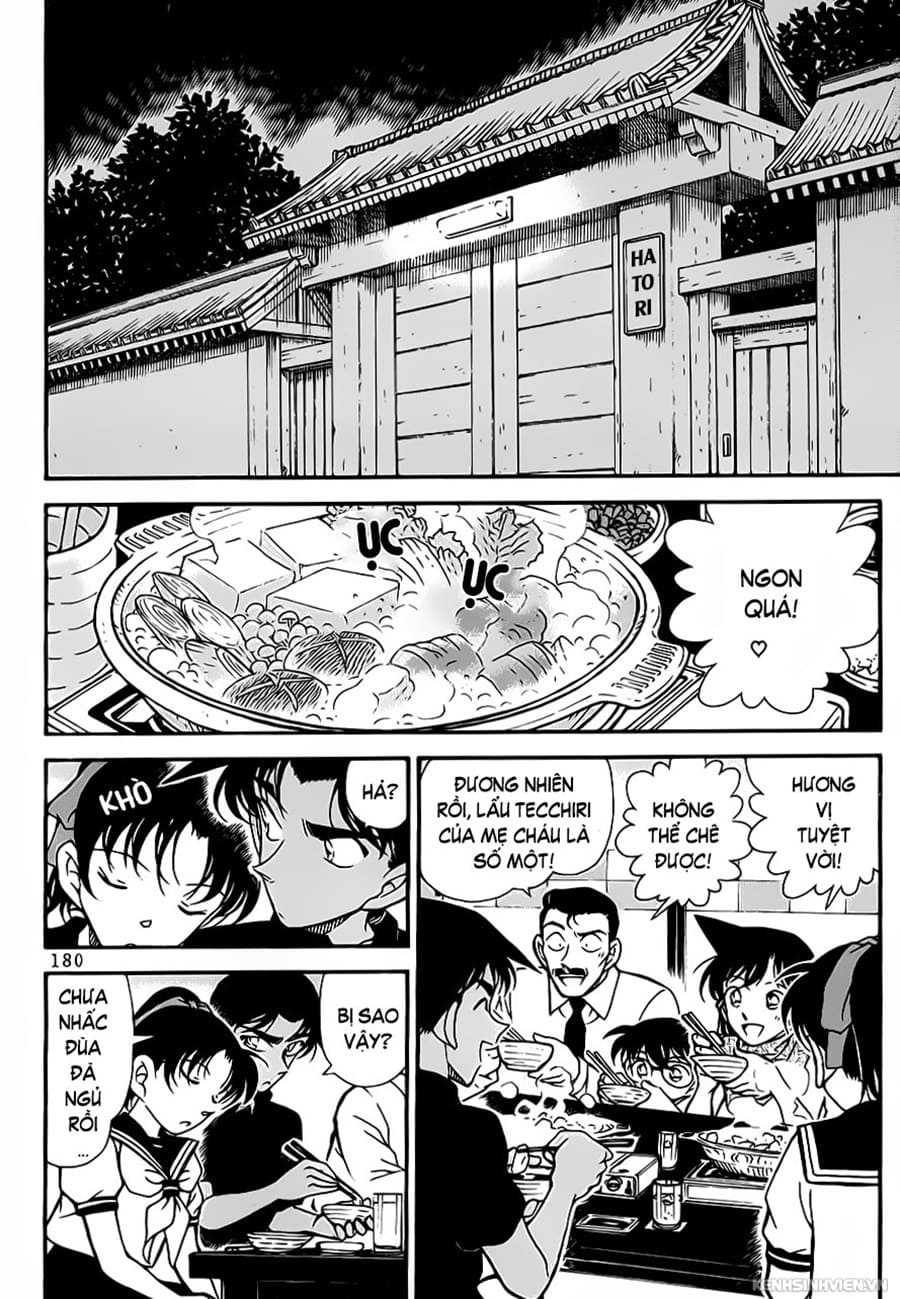 HA
TO
RI
ỤC
ỤC
NGON
QUÁ!
♡
HƯƠNG
VỊ
TUYỆT
VỜI!
KHÔNG
THỂ CHÊ
ĐƯỢC!
ĐƯƠNG NHIÊN
RỒI, LẨU TECCHIRI
CỦA MẸ CHÁU LÀ
SỐ MỘT!
HẢ?
KHÒ
180
BỊ SAO
VẬY?
CHƯA
NHẤC
ĐŨA
ĐÃ
NGỦ
RỒI
...
KENHSINHVIEN.VN